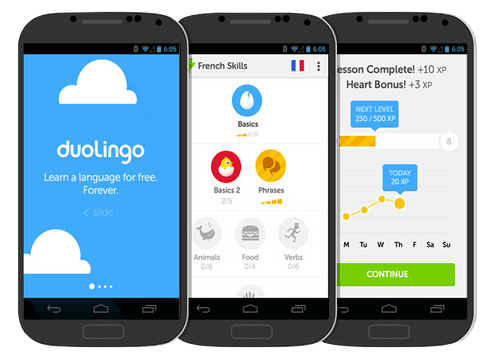 6:05
duolingo
Learn a language for free.
Forever.
< slide
6:05
French Skills
Basics
Basics 2
Phrases
2/5
Animals
Food
Verbs
0/6
0/4
0/6
6:05
esson Complete! +10 XP
Heart Bonus! +3 XP
NEXT LEVEL
230 / 500 XP
8
TODAY
20 XP
M Tu W Th F Sa Su
CONTINUE